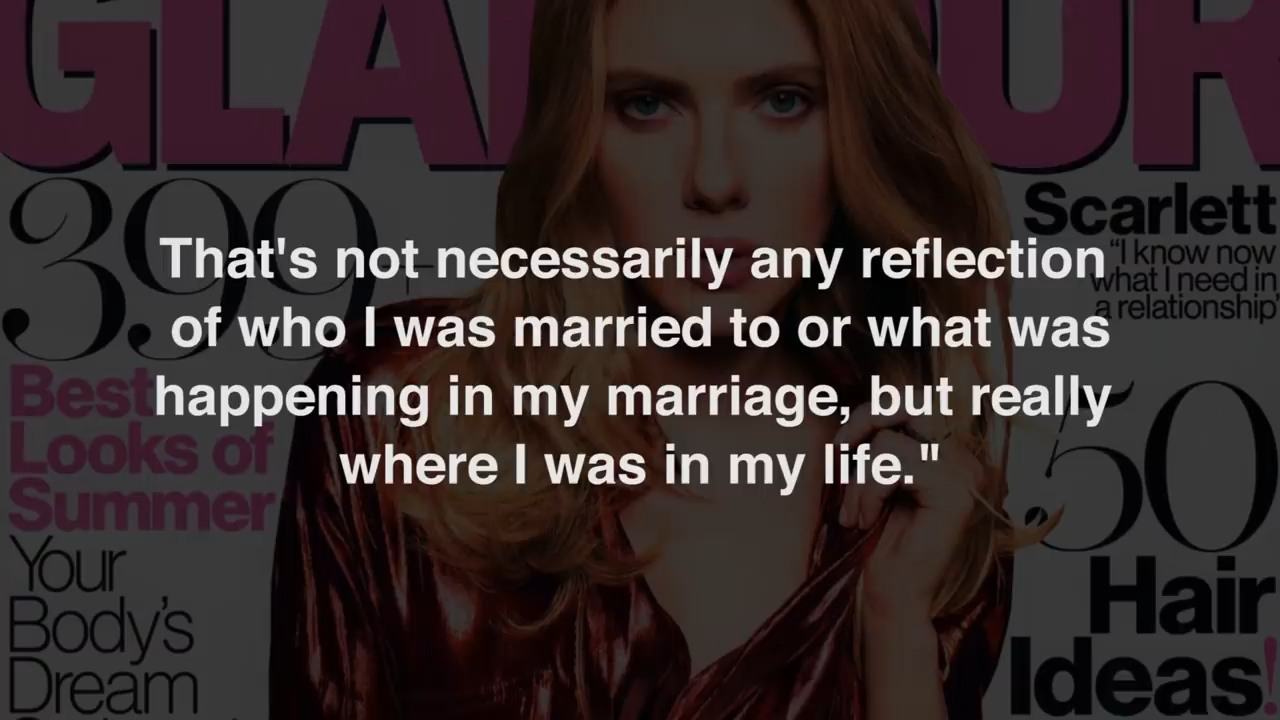 GLAMOUR
399+
Best
Looks of
Summer
Your
Body's
Dream
Scarlett
"I know now
what I need in
a relationship
50
Hair
Ideas!
That's not necessarily any reflection
of who I was married to or what was
happening in my marriage, but really
where I was in my life."